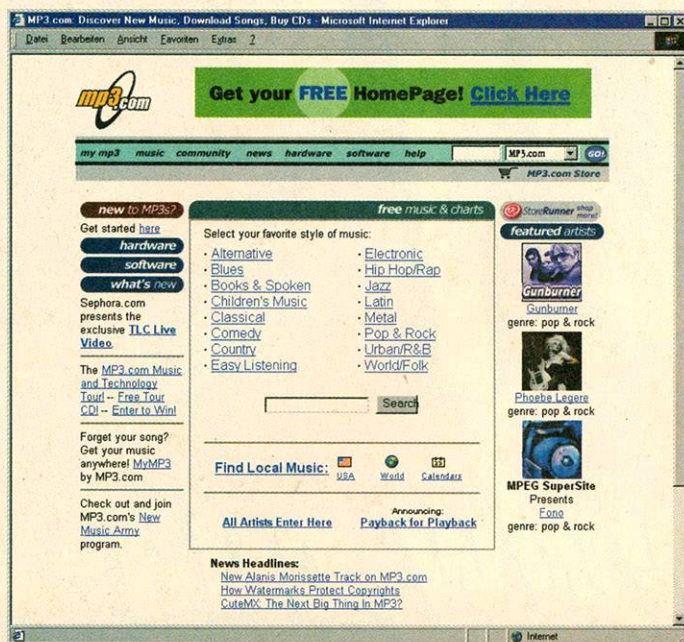 MP3.com: Discover New Music, Download Songs, Buy CDs - Microsoft Internet Explorer
Datei Bearbeiten Ansicht Favoriten Extras ?
mp3.com
Get your FREE HomePage! Click Here
my mp3 music community news hardware software help MP3.com GO!
MP3.com Store
new to MP3s?
Get started here
hardware
software
what's new
Sephora.com
presents the
exclusive TLC Live
Video.
The MP3.com Music
and Technology
Tour! -- Free Tour
CD! -- Enter to Win!
Forget your song?
Get your music
anywhere! MyMP3
by MP3.com
Check out and join
MP3.com's New
Music Army
program.
free music & charts
Select your favorite style of music:
· Alternative
· Blues
· Books & Spoken
· Children's Music
· Classical
· Comedy
· Country
· Easy Listening
· Electronic
· Hip Hop/Rap
· Jazz
· Latin
· Metal
· Pop & Rock
· Urban/R&B
· World/Folk
Search
Find Local Music: USA World Calendars
All Artists Enter Here
Announcing:
Payback for Playback
News Headlines:
New Alanis Morissette Track on MP3.com
How Watermarks Protect Copyrights
CuteMX: The Next Big Thing In MP3?
StoreRunner shop more!
featured artists
Gunburner
Gunburner
genre: pop & rock
Phoebe Legere
genre: pop & rock
MPEG SuperSite
Presents
Fono
genre: pop & rock
Internet